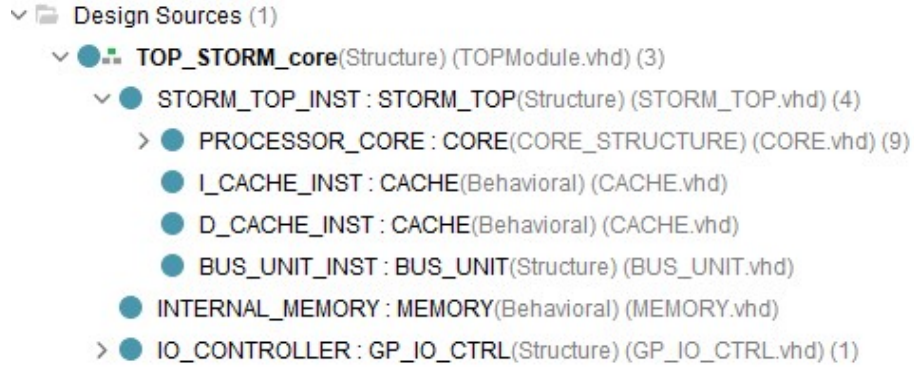 Design Sources (1)
TOP_STORM_core(Structure) (TOPModule.vhd) (3)
STORM_TOP_INST : STORM_TOP(Structure) (STORM_TOP.vhd) (4)
PROCESSOR_CORE : CORE(CORE_STRUCTURE) (CORE.vhd) (9)
I_CACHE_INST : CACHE(Behavioral) (CACHE.vhd)
D_CACHE_INST : CACHE(Behavioral) (CACHE.vhd)
BUS_UNIT_INST : BUS_UNIT(Structure) (BUS_UNIT.vhd)
INTERNAL_MEMORY : MEMORY(Behavioral) (MEMORY.vhd)
IO_CONTROLLER : GP_IO_CTRL(Structure) (GP_IO_CTRL.vhd) (1)